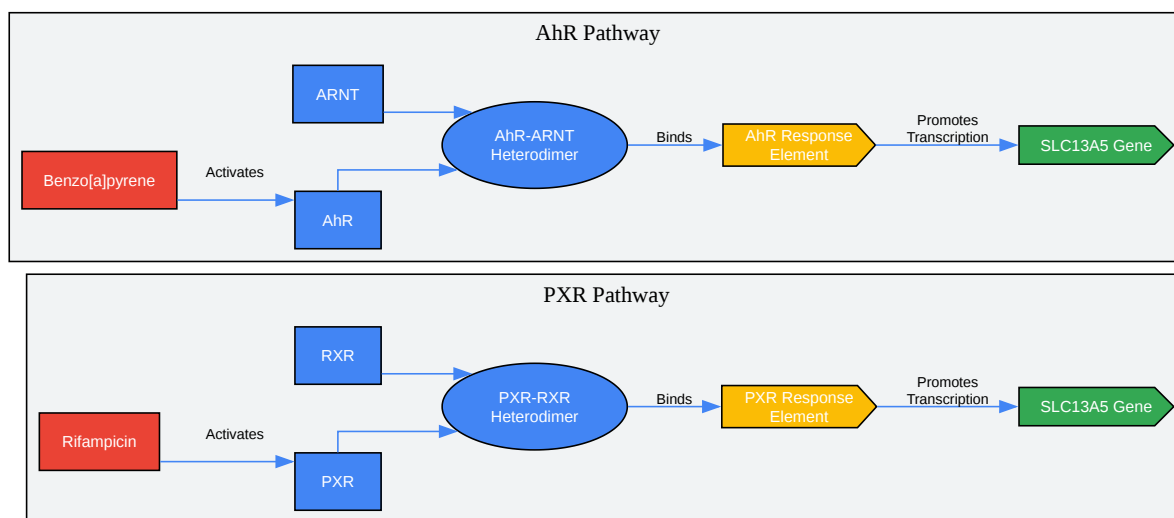 AhR Pathway
ARNT
Benzo[a]pyrene
Activates
AhR
AhR-ARNT
Heterodimer
Binds
AhR Response
Element
Promotes
Transcription
SLC13A5 Gene
PXR Pathway
RXR
Rifampicin
Activates
PXR
PXR-RXR
Heterodimer
Binds
PXR Response
Element
Promotes
Transcription
SLC13A5 Gene